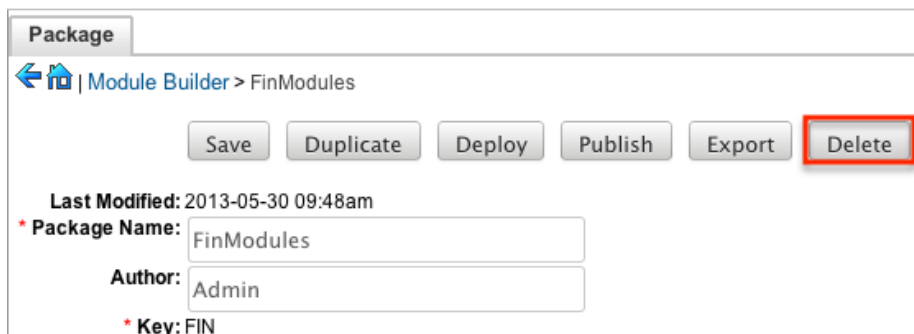 Package
| Module Builder > FinModules
Save Duplicate Deploy Publish Export Delete
Last Modified: 2013-05-30 09:48am
* Package Name: FinModules
Author: Admin
* Key: FIN